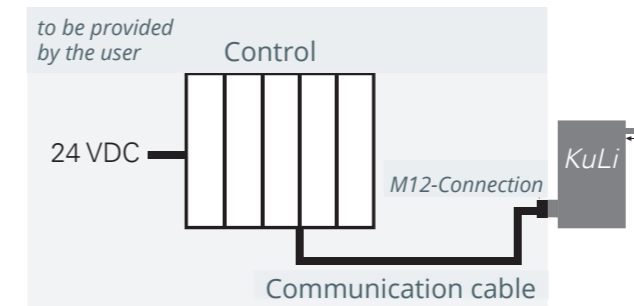 to be provided
by the user
Control
24 VDC
KuLi
M12-Connection
Communication cable